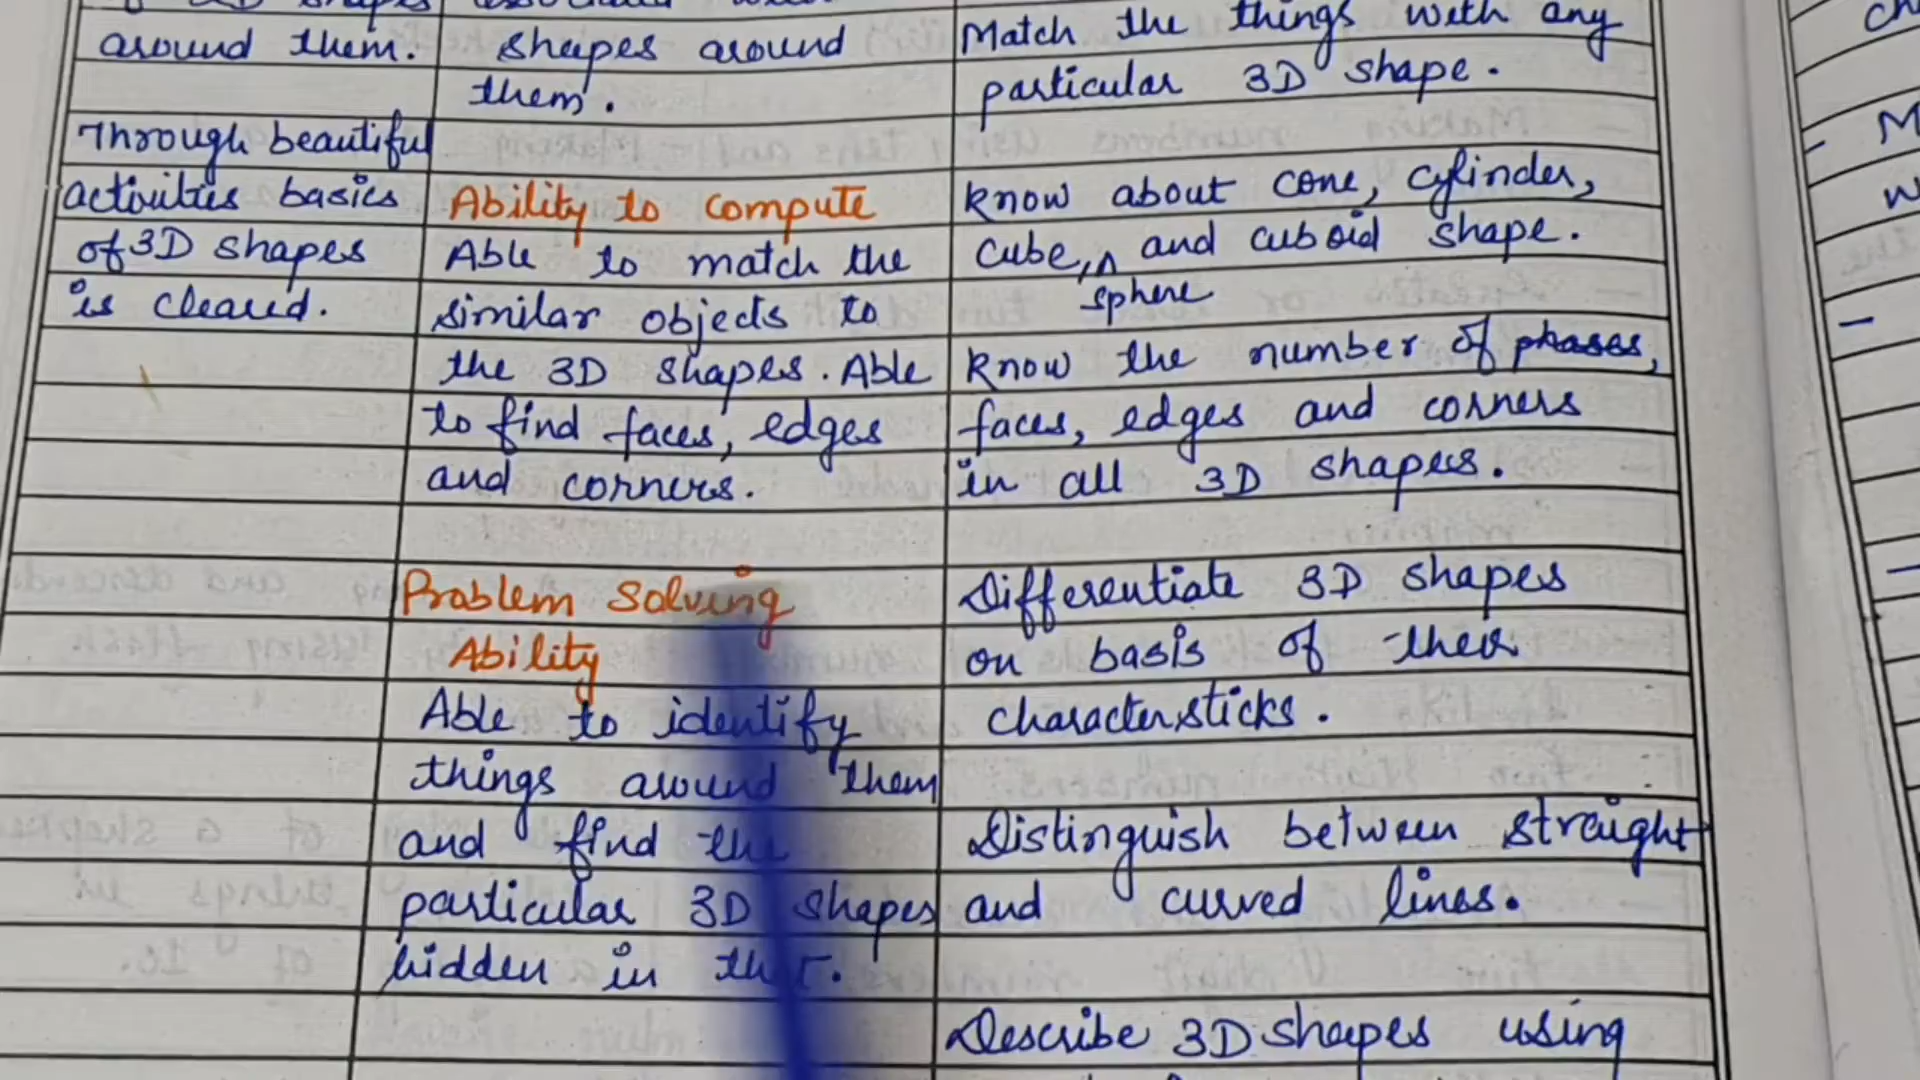 around them.
Through beautiful
activities basics
of 3D shapes
is cleared.
shapes around
them.
Ability to compute
Able to match the
similar objects to
the 3D shapes. Able
to find faces, edges
and corners.
Problem Solving
Ability
Able to identify
things around them
and find the
particular 3D shapes
hidden in
Match the things with any
particular 3D shape.
know about cone, cylinder,
cube, and cuboid shape.
sphere
know the number of phases,
faces, edges and corners
in all 3D shapes.
Differentiate 3D shapes
on basis of their
charactersticks.
Distinguish between straight
and curved lines.
Describe 3D shapes using